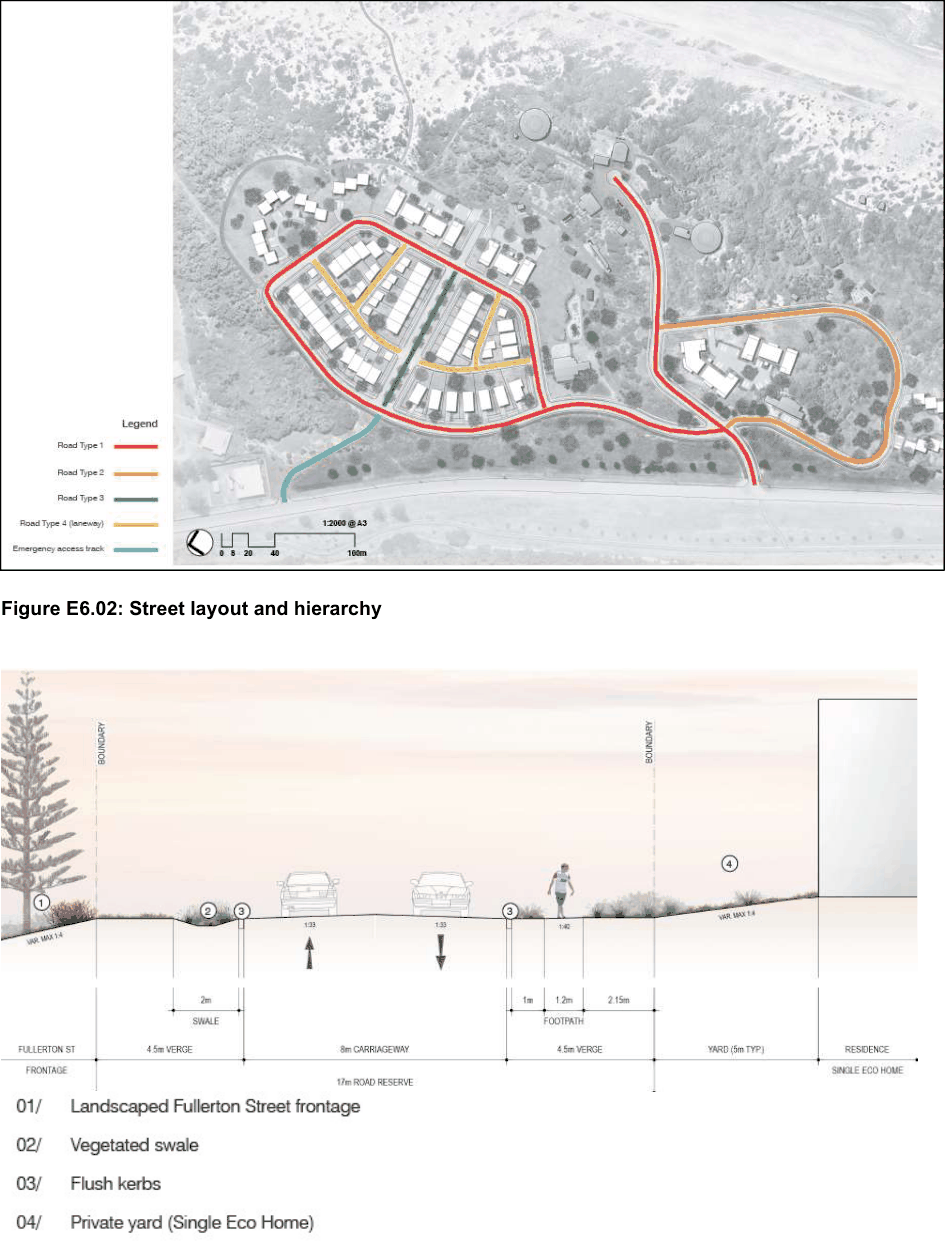 Legend
Road Type 1
Road Type 2
Road Type 3
Road Type 4 (laneway)
Emergency access track
1:2000 @ A3
0 8 20 40 160m
Figure E6.02: Street layout and hierarchy
BOUNDARY
BOUNDARY
1
2
3
3
4
VAR. MAX 1:4
1:33
1:33
1:40
VAR. MAX 1:4
2m
1m
1.2m
2.15m
SWALE
FOOTPATH
FULLERTON ST
4.5m VERGE
8m CARRIAGEWAY
4.5m VERGE
YARD (5m TYP.)
RESIDENCE
FRONTAGE
17m ROAD RESERVE
SINGLE ECO HOME
01/ Landscaped Fullerton Street frontage
02/ Vegetated swale
03/ Flush kerbs
04/ Private yard (Single Eco Home)